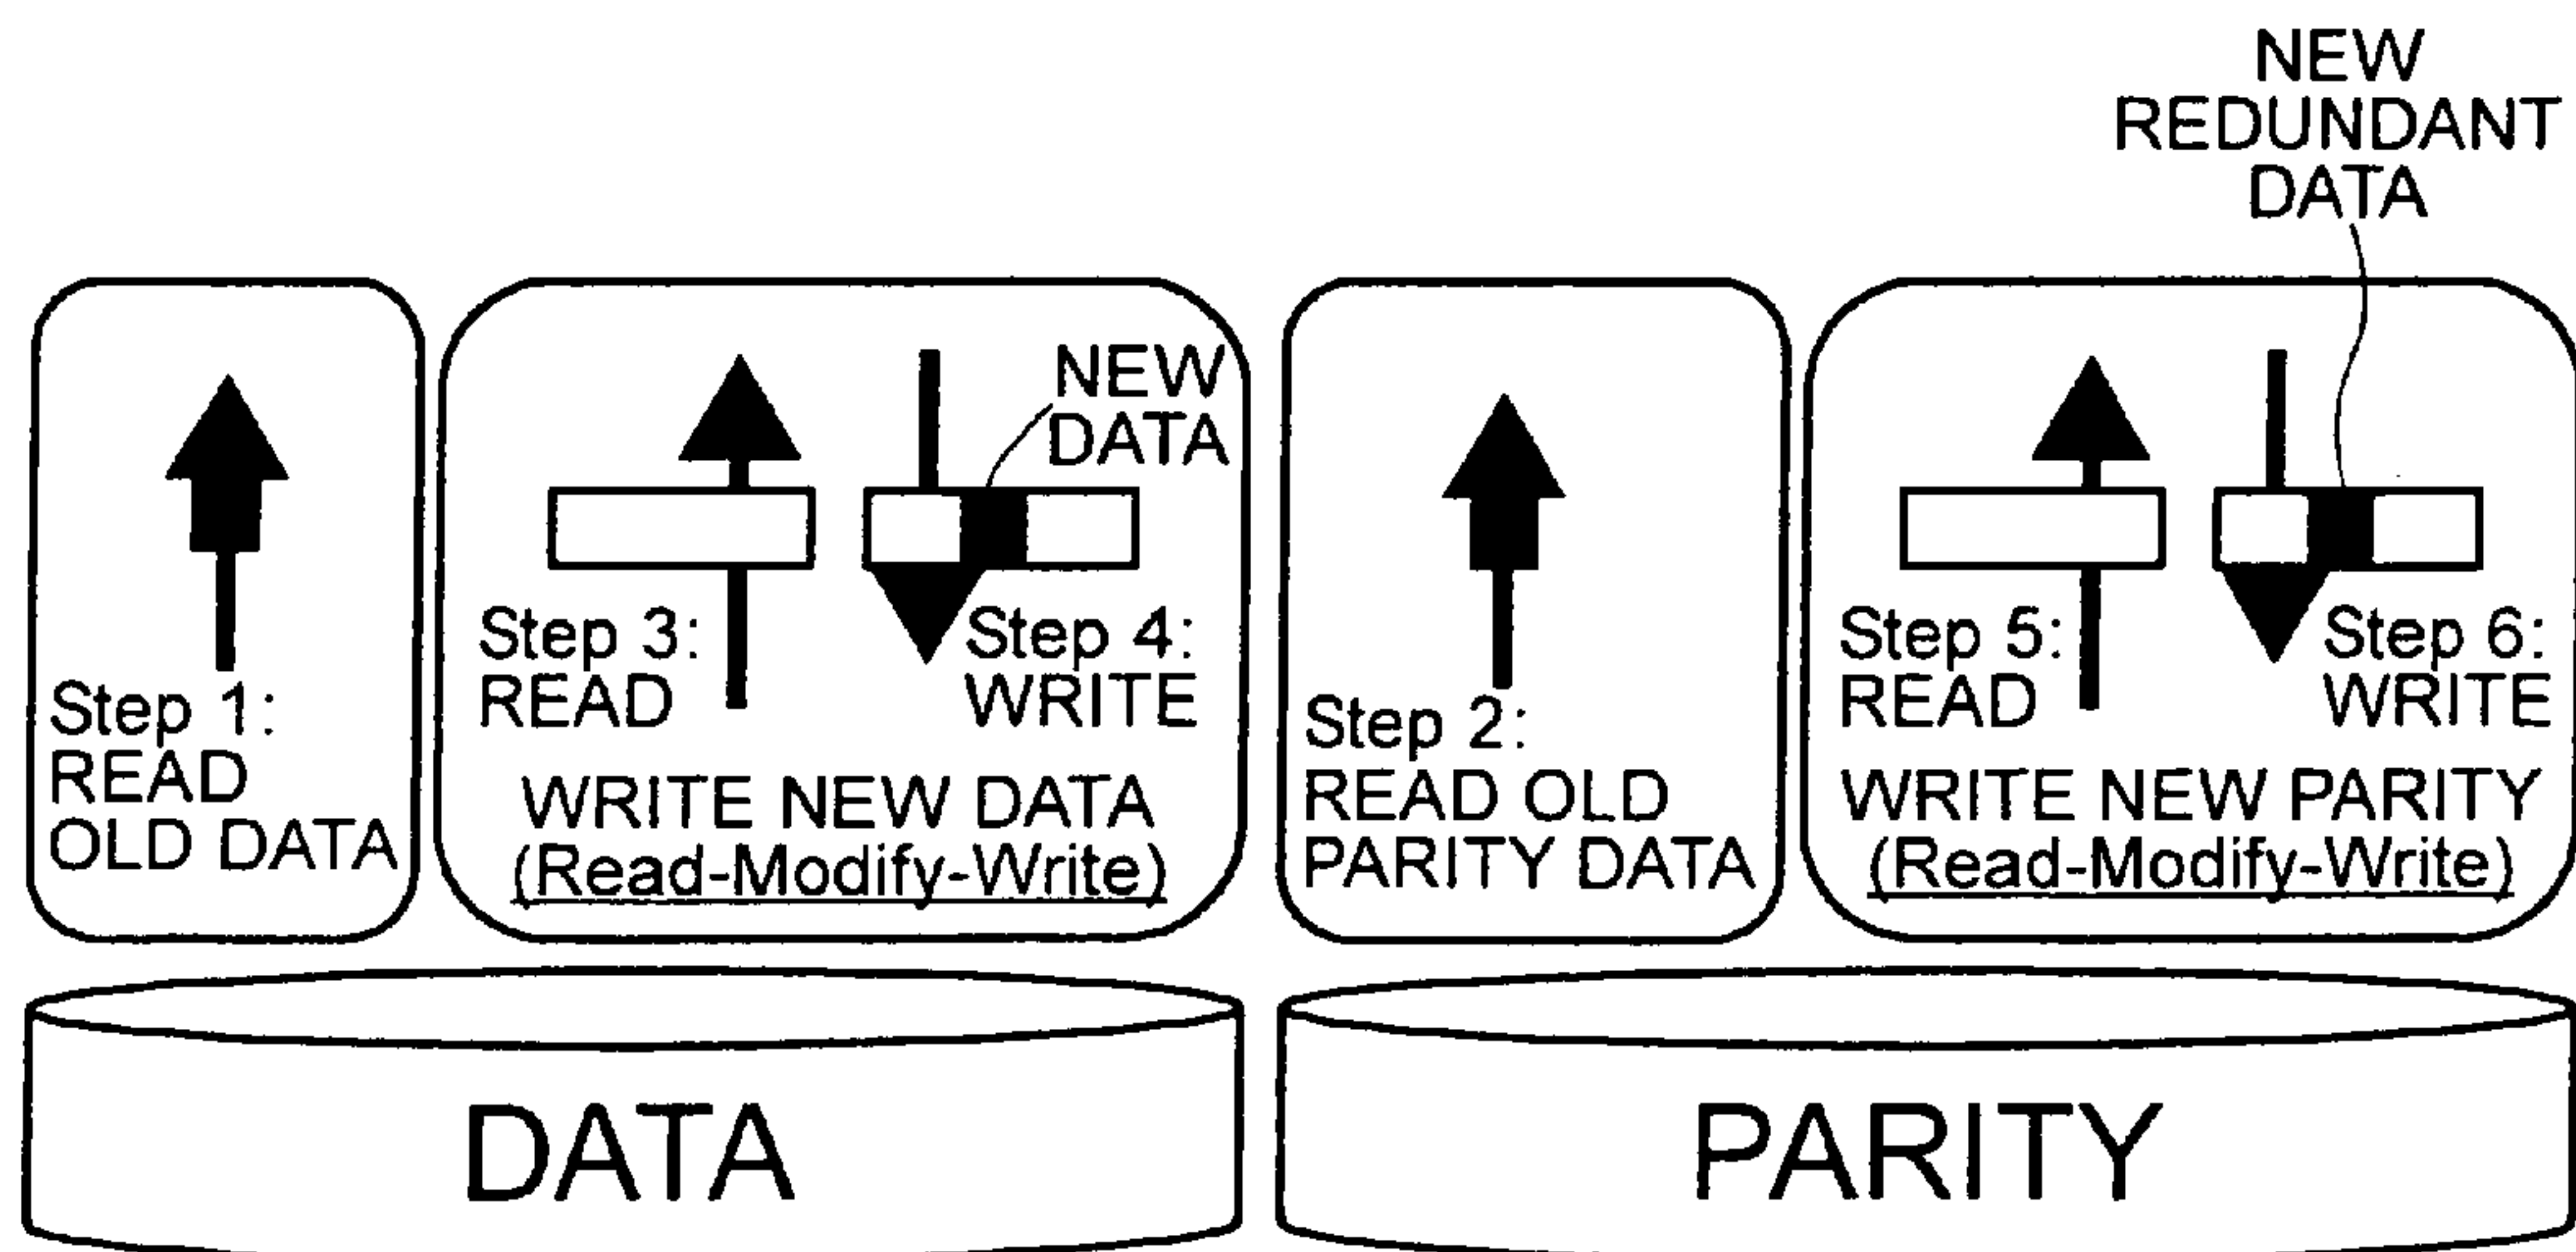 NEW
REDUNDANT
DATA
NEW
DATA
Step 1:
READ
OLD DATA
Step 3:
READ
Step 4:
WRITE
WRITE NEW DATA
(Read-Modify-Write)
Step 2:
READ OLD
PARITY DATA
Step 5:
READ
Step 6:
WRITE
WRITE NEW PARITY
(Read-Modify-Write)
DATA
PARITY